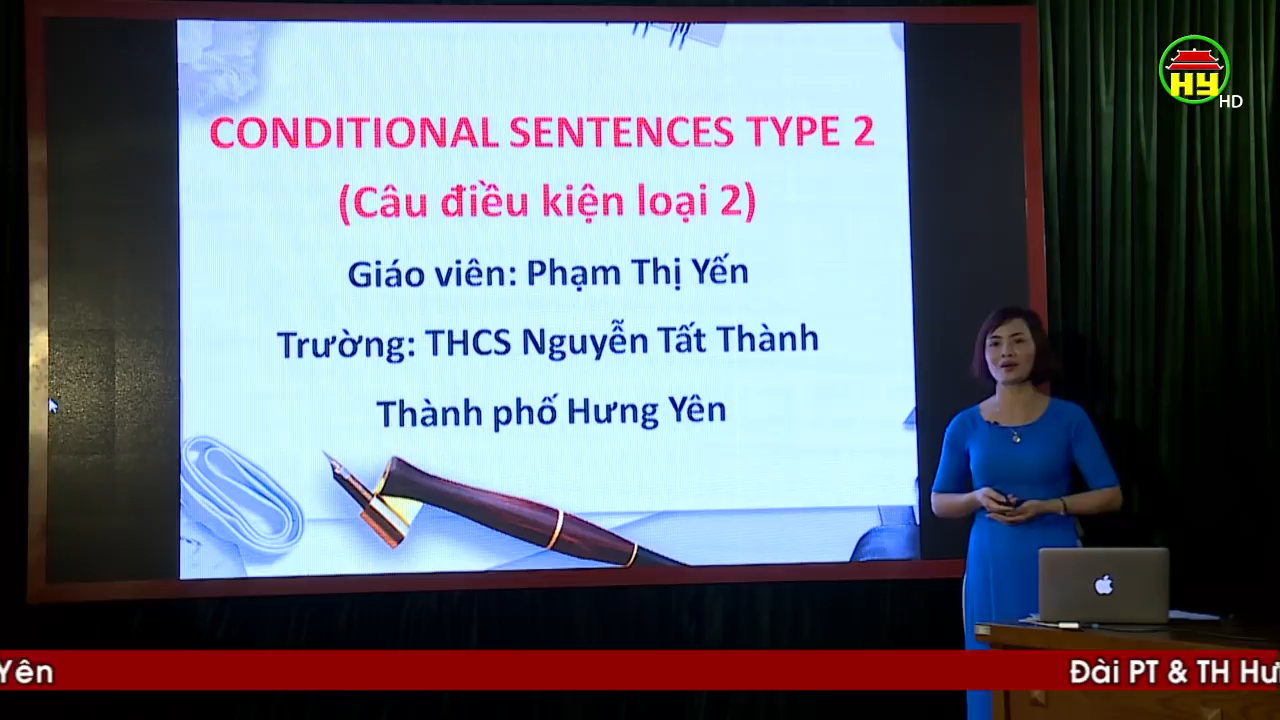 HY
HD
CONDITIONAL SENTENCES TYPE 2
(Câu điều kiện loại 2)
Giáo viên: Phạm Thị Yến
Trường: THCS Nguyễn Tất Thành
Thành phố Hưng Yên
Yên
Đài PT & TH Hư